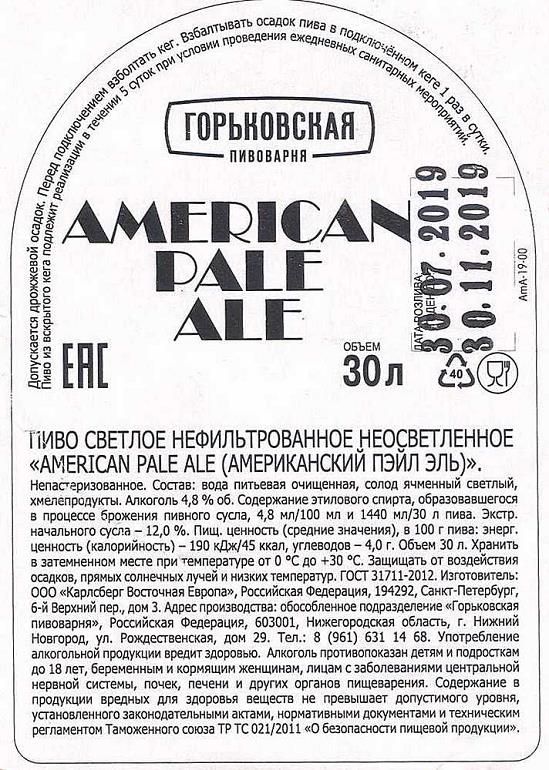 Допускается дрожжевой осадок. Перед подключением взболтать кег. Взбалтывать осадок пива в подключённом кеге 1 раз в сутки.
Пиво из вскрытого кега подлежит реализации в течении 5 суток при условии проведения ежедневных санитарных мероприятий.
ГОРЬКОВСКАЯ
ПИВОВАРНЯ
AMERICAN
PALE
ALE
ДАТА РОЗЛИВА
30.07.2019
30.11.2019
AmA-19-00
EAC
ОБЪЕМ
30 л
40
ПИВО СВЕТЛОЕ НЕФИЛЬТРОВАННОЕ НЕОСВЕТЛЕННОЕ
«AMERICAN PALE ALE (АМЕРИКАНСКИЙ ПЭЙЛ ЭЛЬ)».
Непастеризованное. Состав: вода питьевая очищенная, солод ячменный светлый,
хмелепродукты. Алкоголь 4,8 % об. Содержание этилового спирта, образовавшегося
в процессе брожения пивного сусла, 4,8 мл/100 мл и 1440 мл/30 л пива. Экстр.
начального сусла – 12,0 %. Пищ. ценность (средние значения), в 100 г пива: энерг.
ценность (калорийность) – 190 кДж/45 ккал, углеводов – 4,0 г. Объем 30 л. Хранить
в затемненном месте при температуре от 0 °С до +30 °С. Защищать от воздействия
осадков, прямых солнечных лучей и низких температур. ГОСТ 31711-2012. Изготовитель:
ООО «Карлсберг Восточная Европа», Российская Федерация, 194292, Санкт-Петербург,
6-й Верхний пер., дом 3. Адрес производства: обособленное подразделение «Горьковская
пивоварня», Российская Федерация, 603001, Нижегородская область, г. Нижний
Новгород, ул. Рождественская, дом 29. Тел.: 8 (961) 631 14 68. Употребление
алкогольной продукции вредит здоровью. Алкоголь противопоказан детям и подросткам
до 18 лет, беременным и кормящим женщинам, лицам с заболеваниями центральной
нервной системы, почек, печени и других органов пищеварения. Содержание в
продукции вредных для здоровья веществ не превышает допустимого уровня,
установленного законодательными актами, нормативными документами и техническим
регламентом Таможенного союза ТР ТС 021/2011 «О безопасности пищевой продукции».